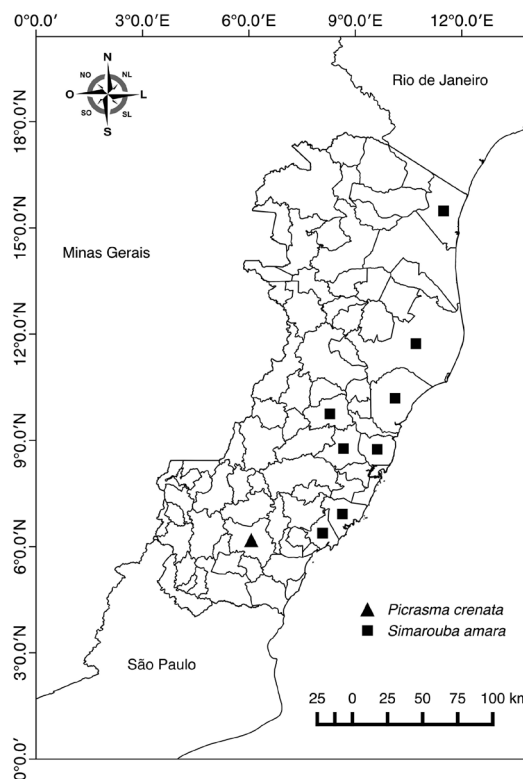 0°0.0' 3°0.0'E 6°0.0'E 9°0.0'E 12°0.0'E
N
NO NL
O L
SO SL
S
Rio de Janeiro
18°0.0'N
15°0.0'N
Minas Gerais
12°0.0'N
9°0.0'N
6°0.0'N
Picrasma crenata
Simarouba amara
3°0.0'N
São Paulo
25 0 25 50 75 100 km
0°0.0'